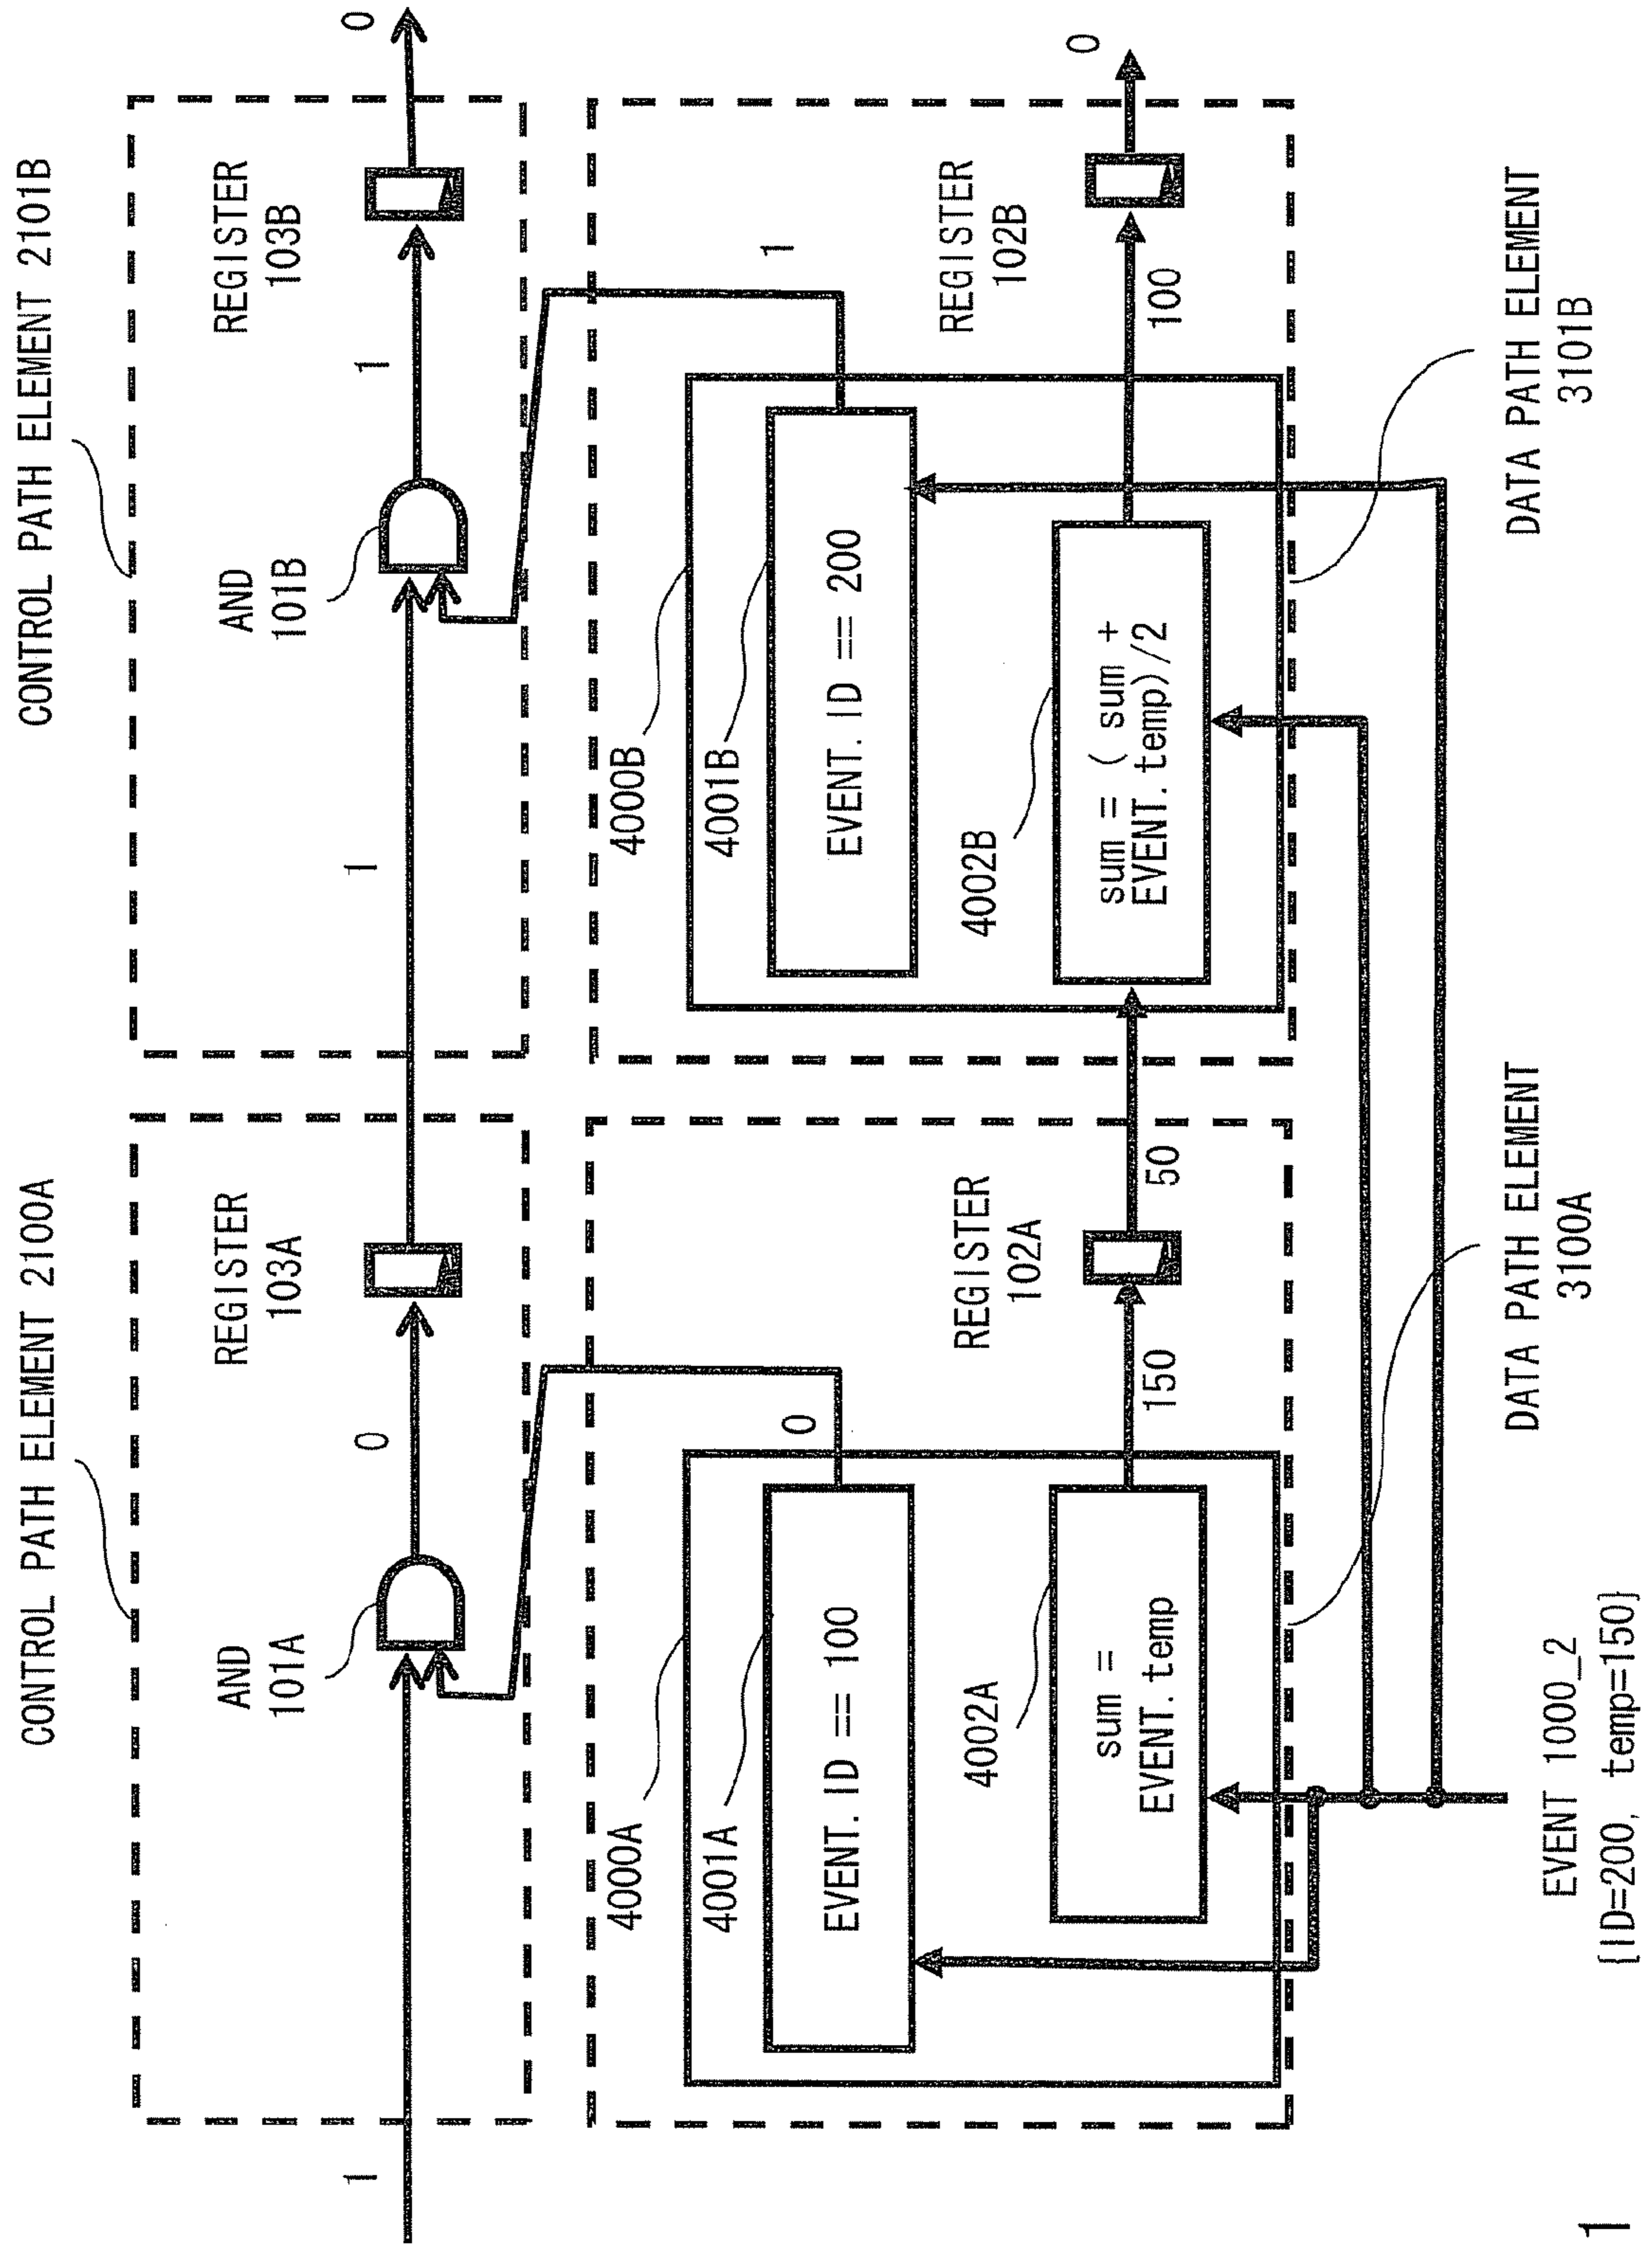 CONTROL PATH ELEMENT 2100A
CONTROL PATH ELEMENT 2101B
AND
101A
REGISTER
103A
AND
101B
REGISTER
103B
1
0
1
1
0
4000A
4001A
EVENT. ID == 100
0
4002A
sum =
EVENT. temp
150
REGISTER
102A
50
4000B
4001B
EVENT. ID == 200
1
4002B
sum = ( sum +
EVENT. temp)/2
100
REGISTER
102B
0
DATA PATH ELEMENT
3100A
DATA PATH ELEMENT
3101B
EVENT 1000_2
{ID=200, temp=150}
1